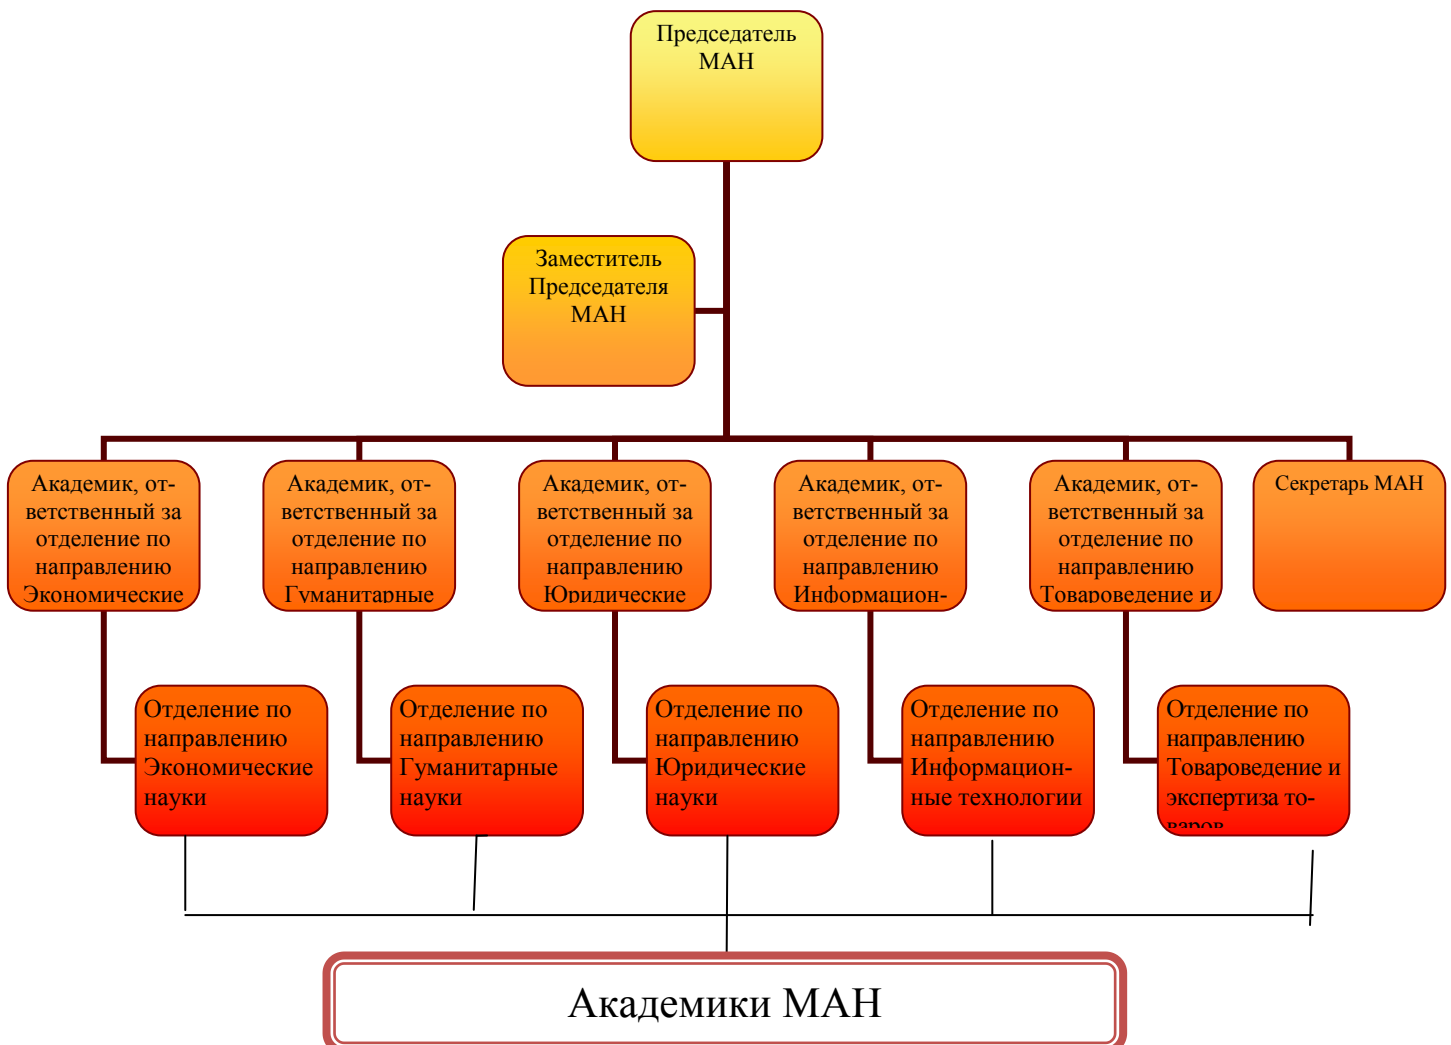 Председатель
МАН
Заместитель
Председателя
МАН
Академик, от-
ветственный за
отделение по
направлению
Экономические
Академик, от-
ветственный за
отделение по
направлению
Гуманитарные
Академик, от-
ветственный за
отделение по
направлению
Юридические
Академик, от-
ветственный за
отделение по
направлению
Информацион-
Академик, от-
ветственный за
отделение по
направлению
Товароведение и
Секретарь МАН
Отделение по
направлению
Экономические
науки
Отделение по
направлению
Гуманитарные
науки
Отделение по
направлению
Юридические
науки
Отделение по
направлению
Информацион-
ные технологии
Отделение по
направлению
Товароведение и
экспертиза то-
варов
Академики МАН